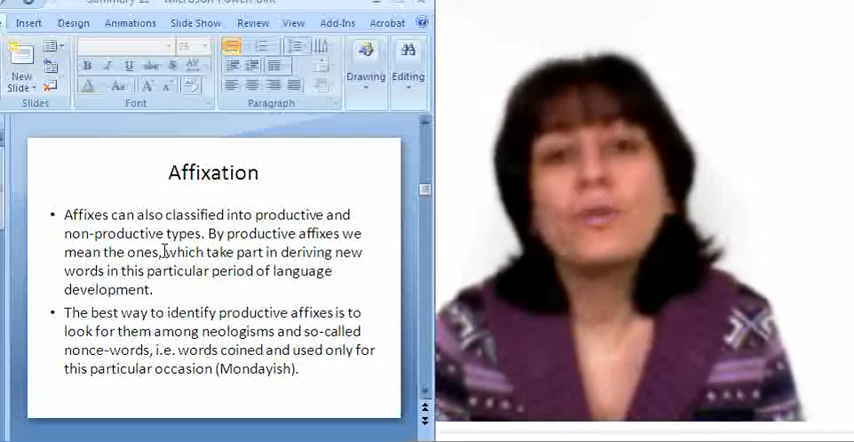 Insert Design Animations Slide Show Review View Add-Ins Acrobat
New
Slide
Drawing Editing
25
B I U abc S AV
A Aa A A
Slides Font Paragraph
Affixation
• Affixes can also classified into productive and
non-productive types. By productive affixes we
mean the ones, which take part in deriving new
words in this particular period of language
development.
• The best way to identify productive affixes is to
look for them among neologisms and so-called
nonce-words, i.e. words coined and used only for
this particular occasion (Mondayish).